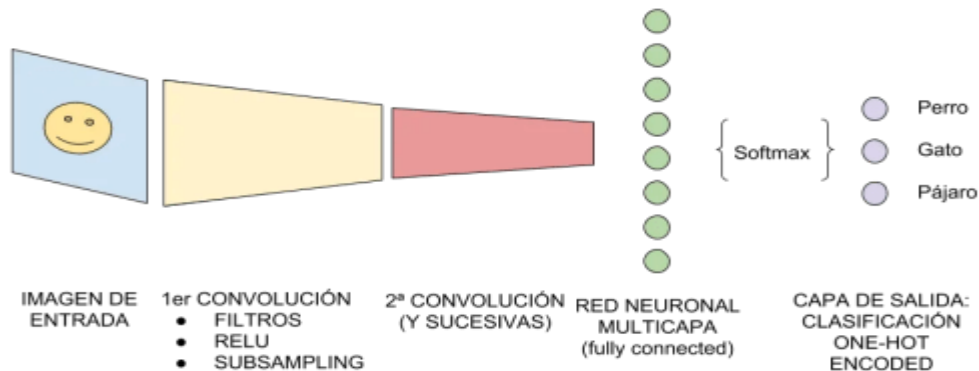 Perro
Gato
Pájaro
Softmax
IMAGEN DE
ENTRADA
1er CONVOLUCIÓN
● FILTROS
● RELU
● SUBSAMPLING
2ª CONVOLUCIÓN
(Y SUCESIVAS)
RED NEURONAL
MULTICAPA
(fully connected)
CAPA DE SALIDA:
CLASIFICACIÓN
ONE-HOT
ENCODED